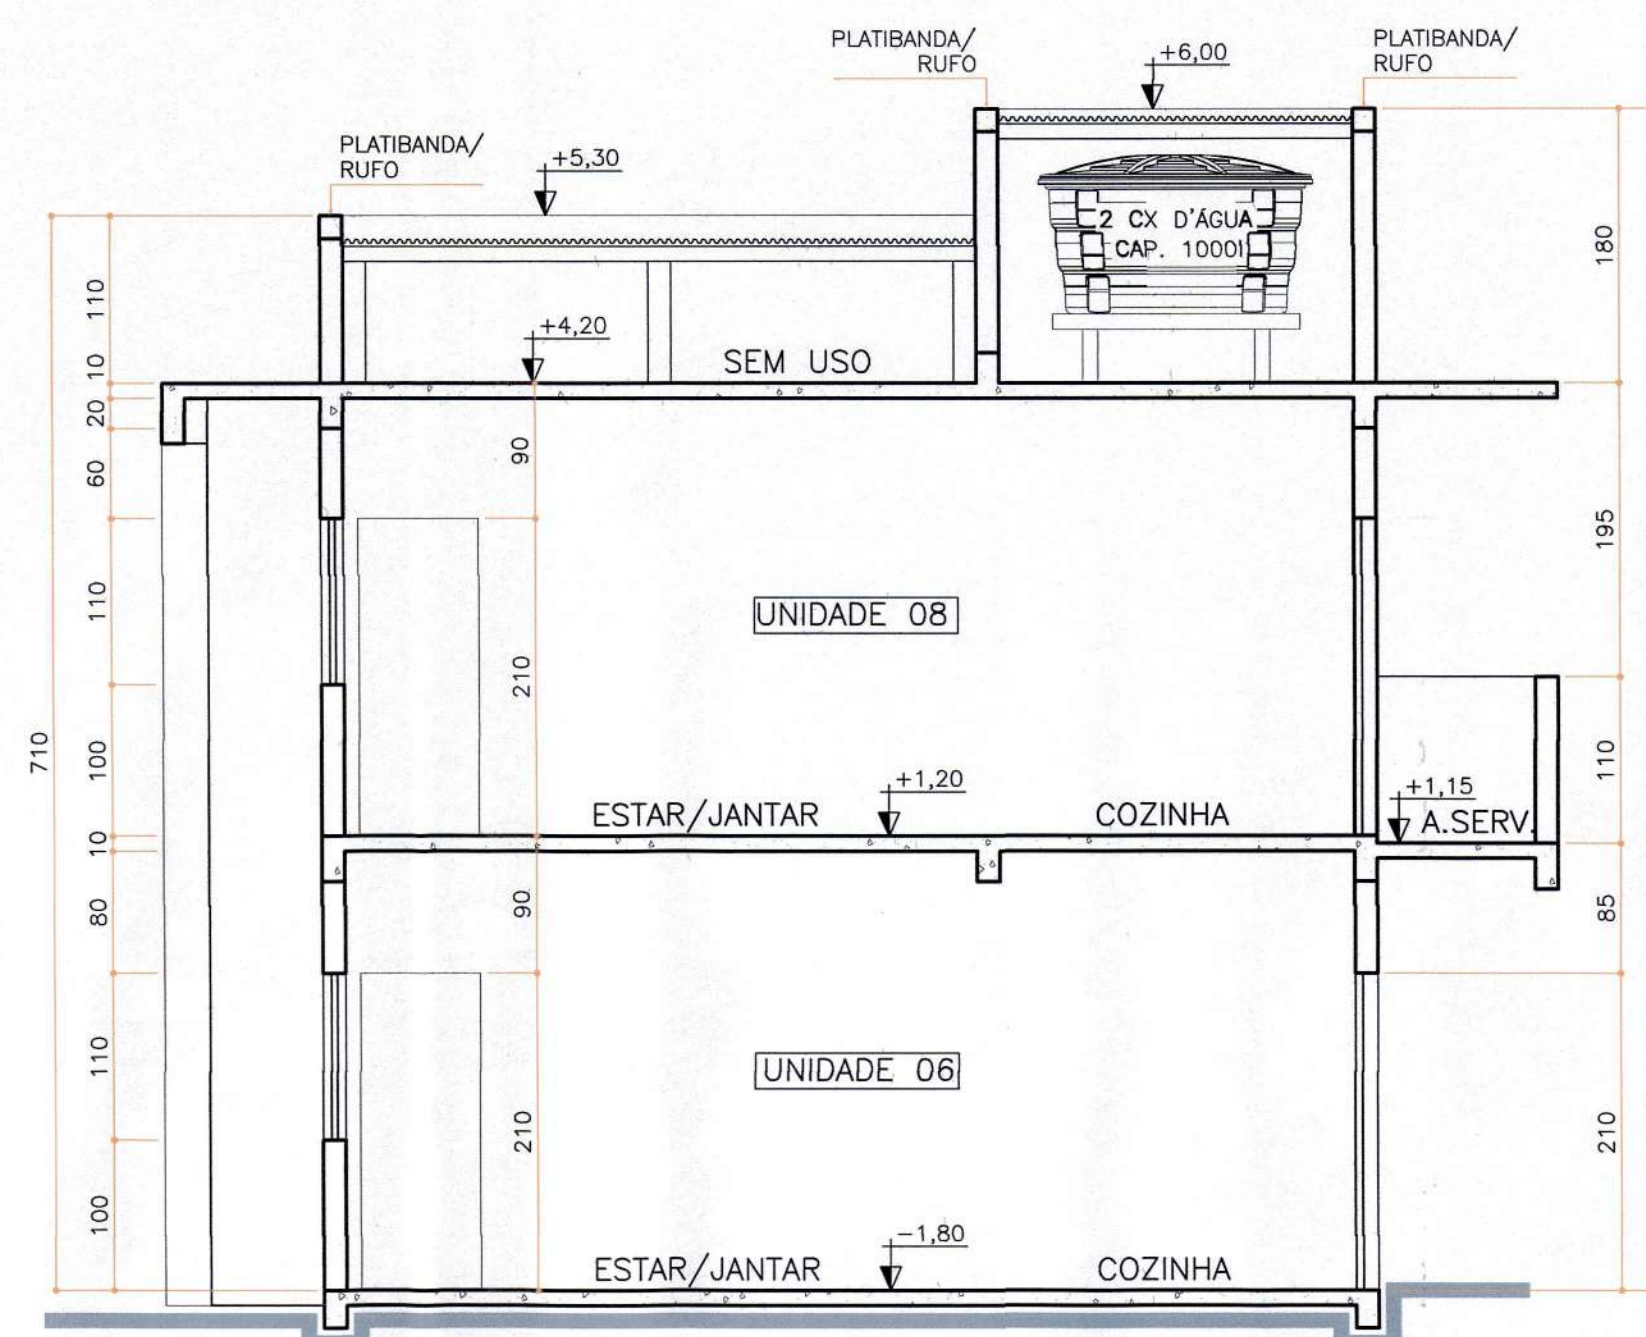 PLATIBANDA/
RUFO
+6,00
PLATIBANDA/
RUFO
PLATIBANDA/
RUFO
+5,30
2 CX D'ÁGUA
CAP. 1000l
180
110
+4,20
SEM USO
10
20
90
60
195
110
UNIDADE 08
210
710
100
110
+1,20
+1,15
ESTAR/JANTAR
COZINHA
A.SERV.
10
80
90
85
110
UNIDADE 06
210
210
100
-1,80
ESTAR/JANTAR
COZINHA